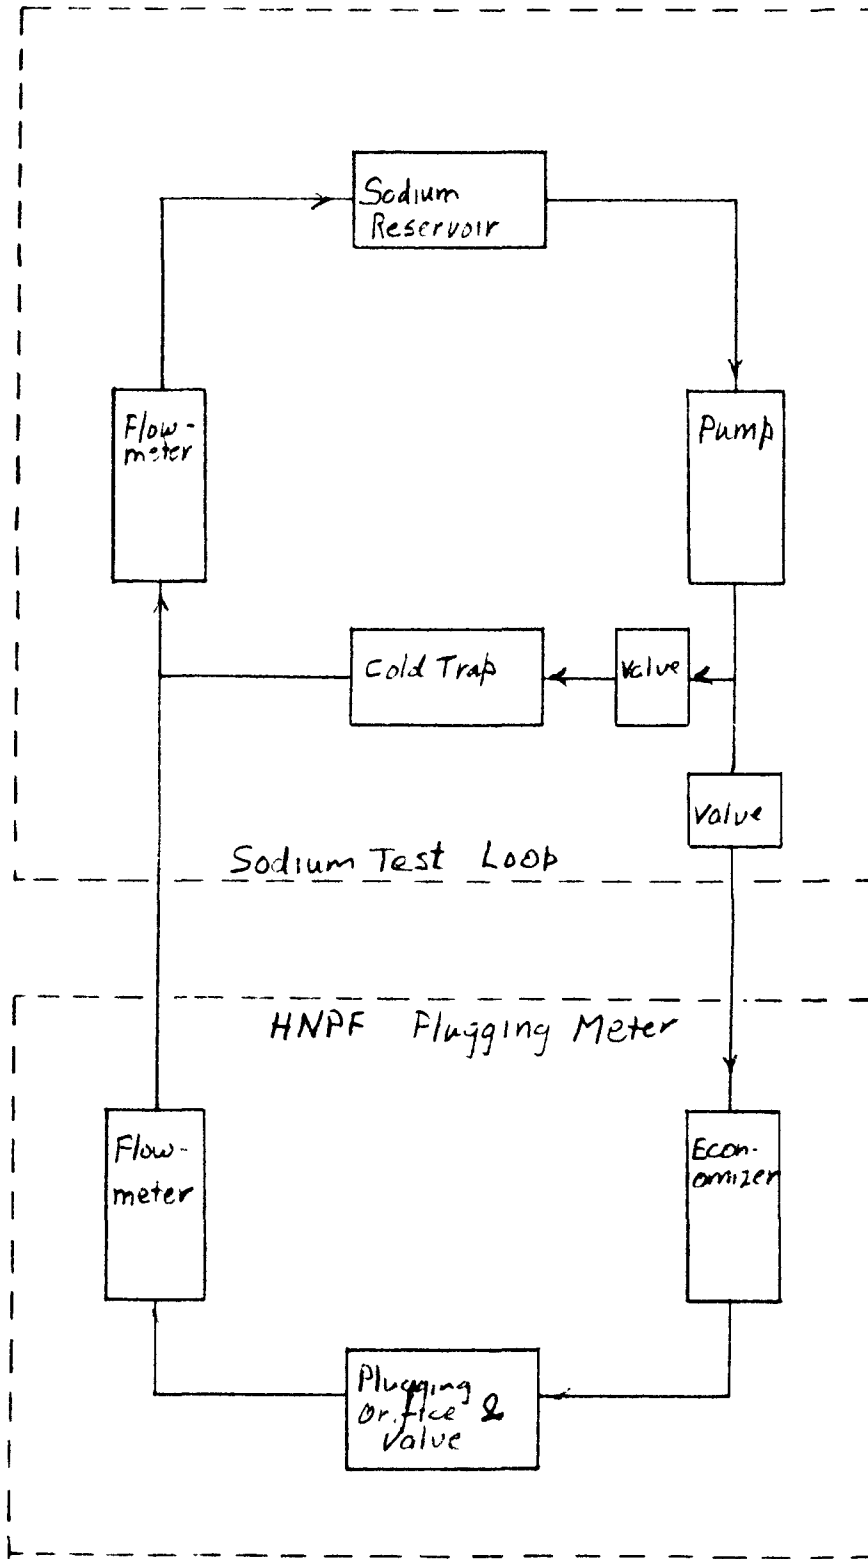 Sodium
Reservoir
Flow-
meter
Pump
Cold Trap
Valve
Valve
Sodium Test Loop
HNPF Plugging Meter
Flow-
meter
Econ-
omizer
Plugging
Orifice &
Valve